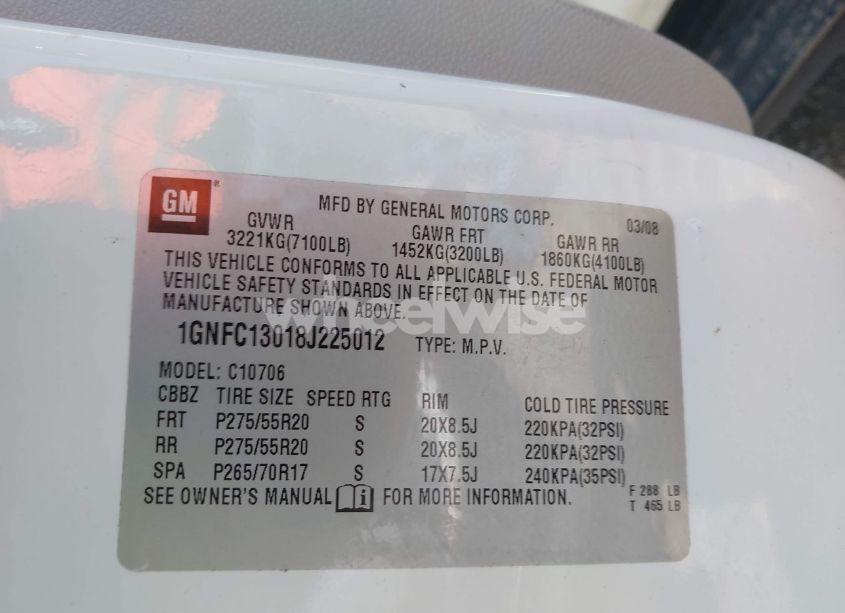 GM
MFD BY GENERAL MOTORS CORP. 03/08
GVWR GAWR FRT GAWR RR
3221KG(7100LB) 1452KG(3200LB) 1860KG(4100LB)
THIS VEHICLE CONFORMS TO ALL APPLICABLE U.S. FEDERAL MOTOR
VEHICLE SAFETY STANDARDS IN EFFECT ON THE DATE OF
MANUFACTURE SHOWN ABOVE.
wheelwise
1GNFC13018J225012 TYPE: M.P.V.
MODEL: C10706
CBBZ TIRE SIZE SPEED RTG RIM COLD TIRE PRESSURE
FRT P275/55R20 S 20X8.5J 220KPA(32PSI)
RR P275/55R20 S 20X8.5J 220KPA(32PSI)
SPA P265/70R17 S 17X7.5J 240KPA(35PSI)
SEE OWNER'S MANUAL FOR MORE INFORMATION.
F 288 LB
T 465 LB